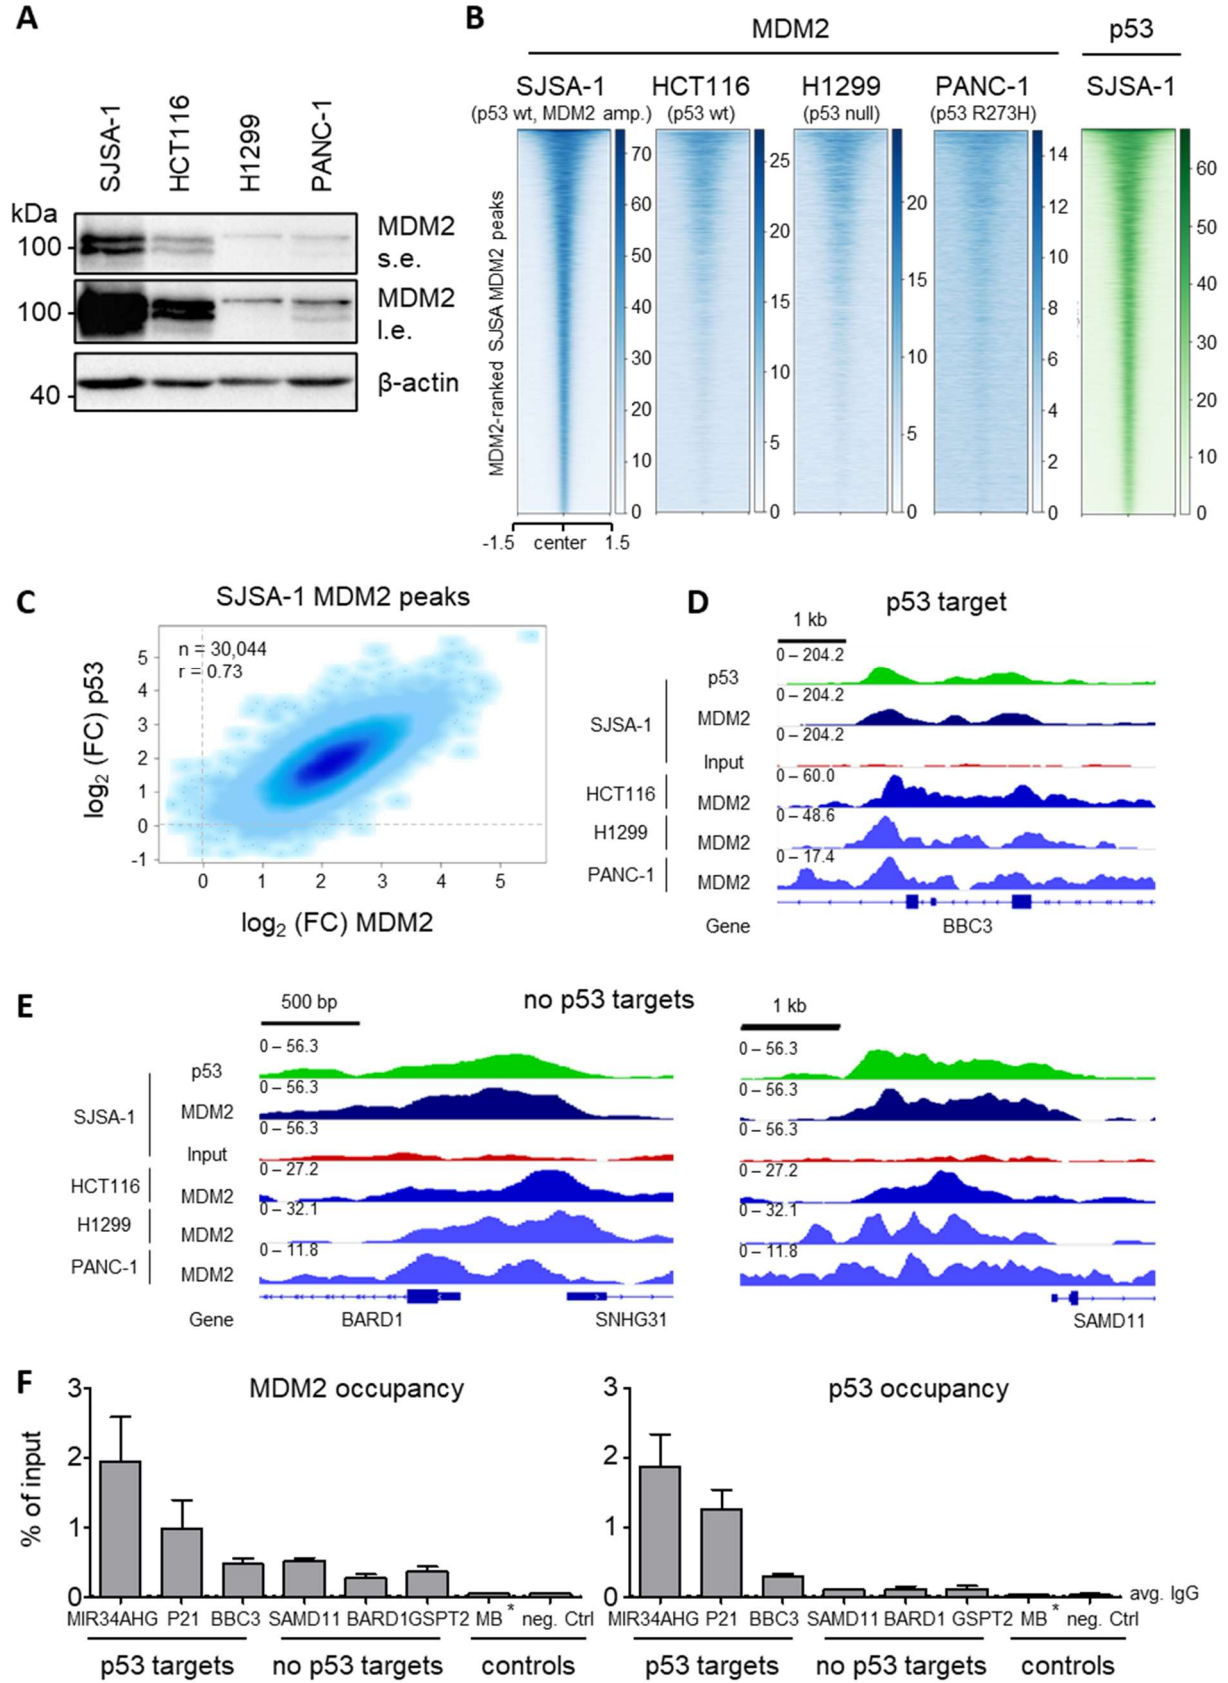 A
SJSA-1
HCT116
H1299
PANC-1
kDa
100
MDM2
s.e.
100
MDM2
l.e.
40
β-actin
B
MDM2
p53
SJSA-1
HCT116
H1299
PANC-1
SJSA-1
(p53 wt, MDM2 amp.)
(p53 wt)
(p53 null)
(p53 R273H)
MDM2-ranked SJSA MDM2 peaks
70
60
50
40
30
20
10
0
25
20
15
10
5
0
20
15
10
5
0
14
12
10
8
6
4
2
0
60
50
40
30
20
10
0
-1.5 center 1.5
C
SJSA-1 MDM2 peaks
n = 30,044
r = 0.73
log2 (FC) p53
5
4
3
2
1
0
-1
0 1 2 3 4 5
log2 (FC) MDM2
D
p53 target
1 kb
0 – 204.2
p53
0 – 204.2
SJSA-1
MDM2
0 – 204.2
Input
0 – 60.0
HCT116
MDM2
0 – 48.6
H1299
MDM2
0 – 17.4
PANC-1
MDM2
Gene
BBC3
E
no p53 targets
500 bp
1 kb
0 – 56.3
0 – 56.3
p53
0 – 56.3
0 – 56.3
SJSA-1
MDM2
0 – 56.3
0 – 56.3
Input
0 – 27.2
0 – 27.2
HCT116
MDM2
0 – 32.1
0 – 32.1
H1299
MDM2
0 – 11.8
0 – 11.8
PANC-1
MDM2
Gene
BARD1
SNHG31
SAMD11
F
MDM2 occupancy
% of input
3
2
1
0
MIR34AHG P21 BBC3 SAMD11 BARD1 GSPT2 MB * neg. Ctrl
p53 targets no p53 targets controls
p53 occupancy
3
2
1
0
avg. IgG
MIR34AHG P21 BBC3 SAMD11 BARD1 GSPT2 MB * neg. Ctrl
p53 targets no p53 targets controls